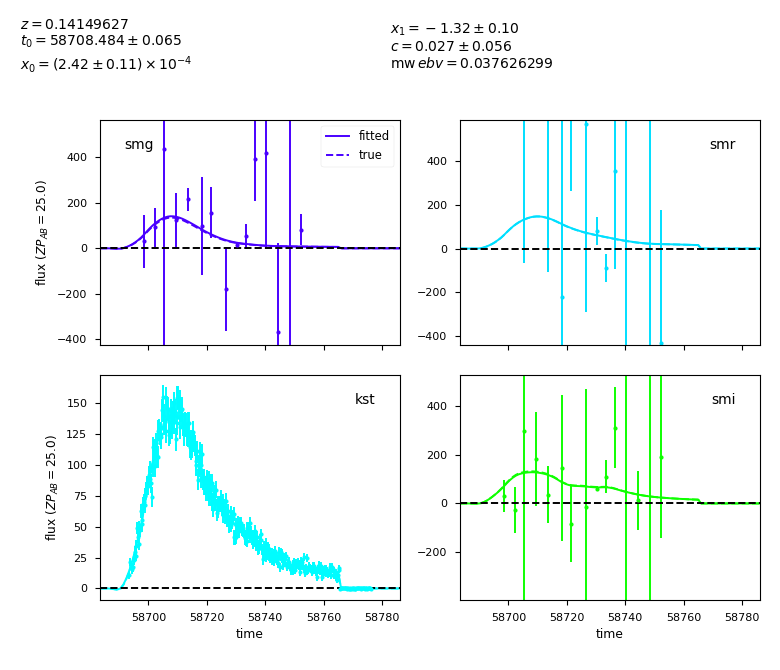 z = 0.14149627
t₀ = 58708.484 ± 0.065
x₀ = (2.42 ± 0.11) × 10⁻⁴
x₁ = −1.32 ± 0.10
c = 0.027 ± 0.056
mw ebv = 0.037626299
smg
fitted
true
flux (ZP_AB = 25.0)
400
200
0
−200
−400
smr
400
200
0
−200
−400
kst
flux (ZP_AB = 25.0)
150
125
100
75
50
25
0
58700 58720 58740 58760 58780
time
smi
400
200
0
−200
58700 58720 58740 58760 58780
time